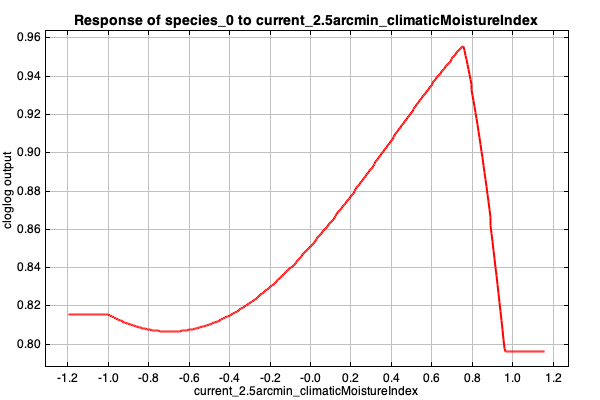 Response of species_0 to current_2.5arcmin_climaticMoistureIndex
0.96
0.94
0.92
0.90
0.88
0.86
0.84
0.82
0.80
cloglog output
-1.2 -1.0 -0.8 -0.6 -0.4 -0.2 -0.0 0.2 0.4 0.6 0.8 1.0 1.2
current_2.5arcmin_climaticMoistureIndex